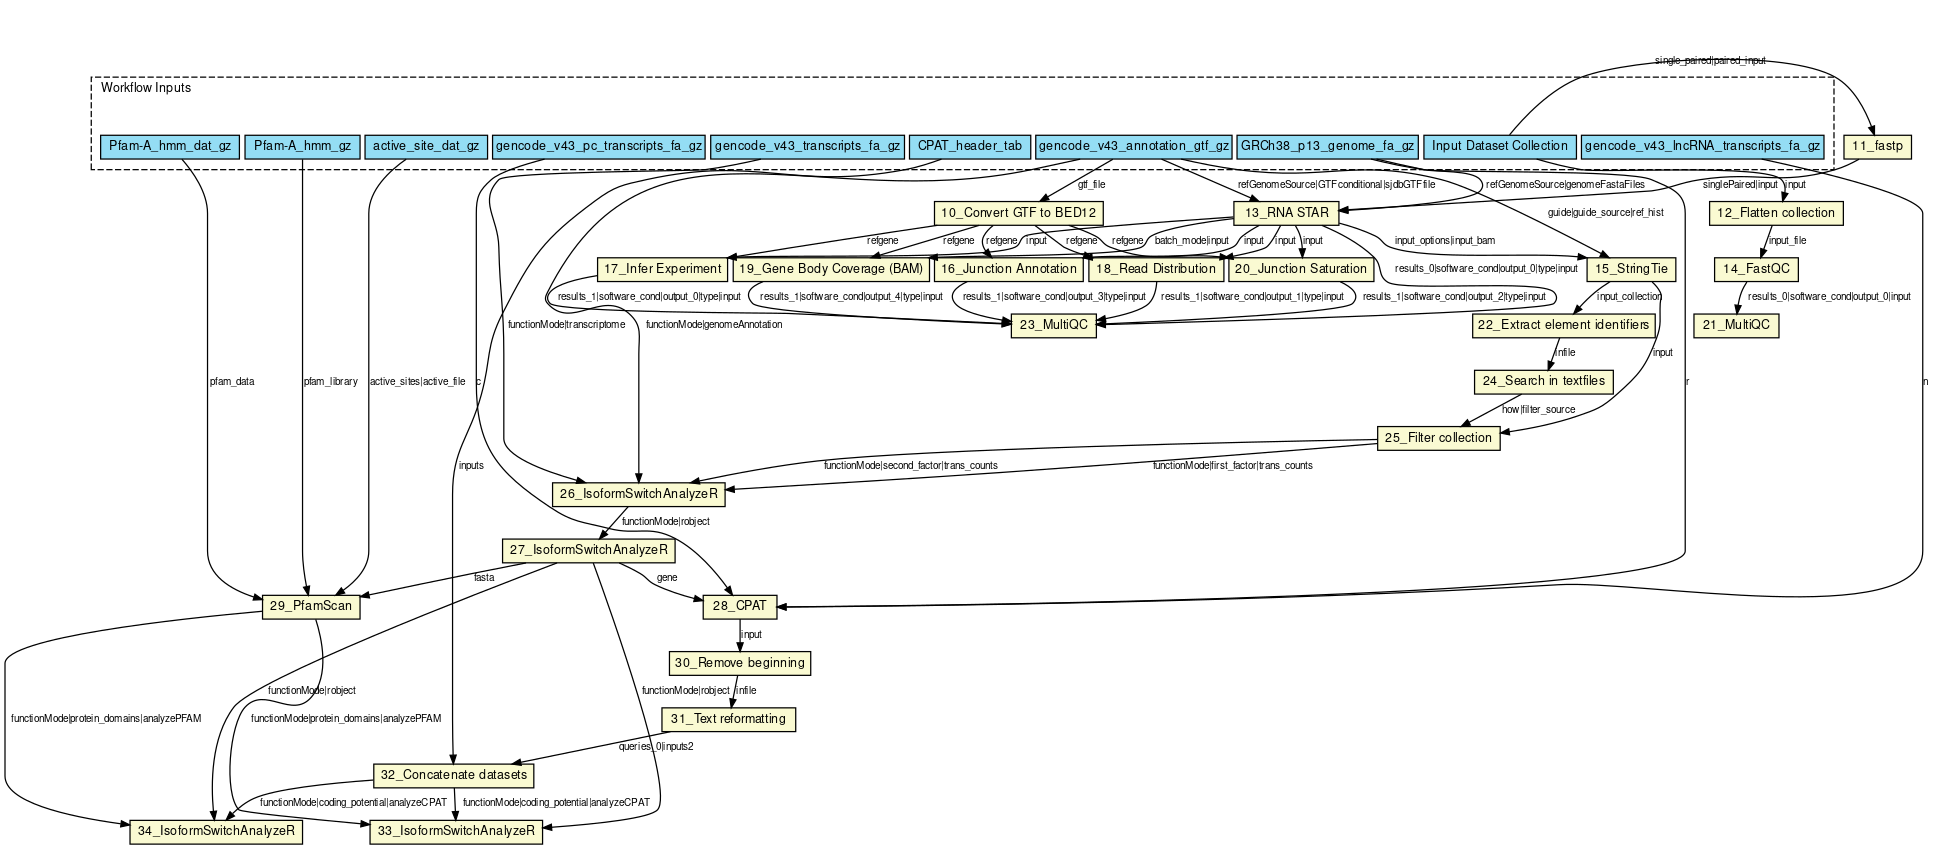 single_paired|paired_input
Workflow Inputs
Pfam-A_hmm_dat_gz
Pfam-A_hmm_gz
active_site_dat_gz
gencode_v43_pc_transcripts_fa_gz
gencode_v43_transcripts_fa_gz
CPAT_header_tab
gencode_v43_annotation_gtf_gz
GRCh38_p13_genome_fa_gz
Input Dataset Collection
gencode_v43_lncRNA_transcripts_fa_gz
11_fastp
gtf_file
refGenomeSource|GTFconditional|sjdbGTFfile
refGenomeSource|genomeFastaFiles
singlePaired|input
input
10_Convert GTF to BED12
13_RNA STAR
guide|guide_source|ref_hist
12_Flatten collection
refgene
refgene
refgene
input
refgene
refgene
batch_mode|input
input
input
input
input_options|input_bam
input_file
17_Infer Experiment
19_Gene Body Coverage (BAM)
16_Junction Annotation
18_Read Distribution
20_Junction Saturation
results_0|software_cond|output_0|type|input
15_StringTie
14_FastQC
results_1|software_cond|output_0|type|input
results_1|software_cond|output_4|type|input
results_1|software_cond|output_3|type|input
results_1|software_cond|output_1|type|input
results_1|software_cond|output_2|type|input
input_collection
results_0|software_cond|output_0|input
functionMode|transcriptome
functionMode|genomeAnnotation
23_MultiQC
22_Extract element identifiers
21_MultiQC
infile
input
pfam_data
pfam_library
active_sites|active_file
c
24_Search in textfiles
r
n
how|filter_source
25_Filter collection
inputs
functionMode|second_factor|trans_counts
functionMode|first_factor|trans_counts
26_IsoformSwitchAnalyzeR
functionMode|robject
27_IsoformSwitchAnalyzeR
fasta
gene
29_PfamScan
28_CPAT
input
30_Remove beginning
functionMode|robject
functionMode|robject
infile
functionMode|protein_domains|analyzePFAM
functionMode|protein_domains|analyzePFAM
31_Text reformatting
queries_0|inputs2
32_Concatenate datasets
functionMode|coding_potential|analyzeCPAT
functionMode|coding_potential|analyzeCPAT
34_IsoformSwitchAnalyzeR
33_IsoformSwitchAnalyzeR